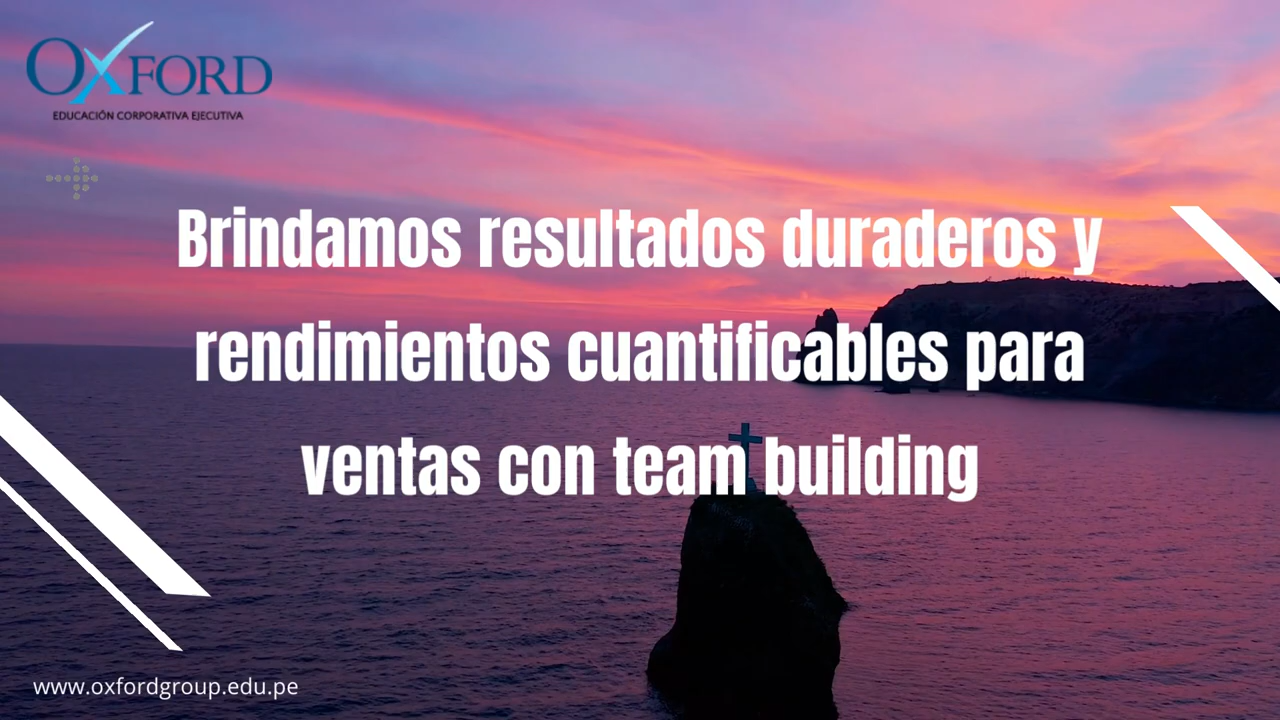 OXFORD
EDUCACIÓN CORPORATIVA EJECUTIVA
Brindamos resultados duraderos y
rendimientos cuantificables para
ventas con team building
www.oxfordgroup.edu.pe